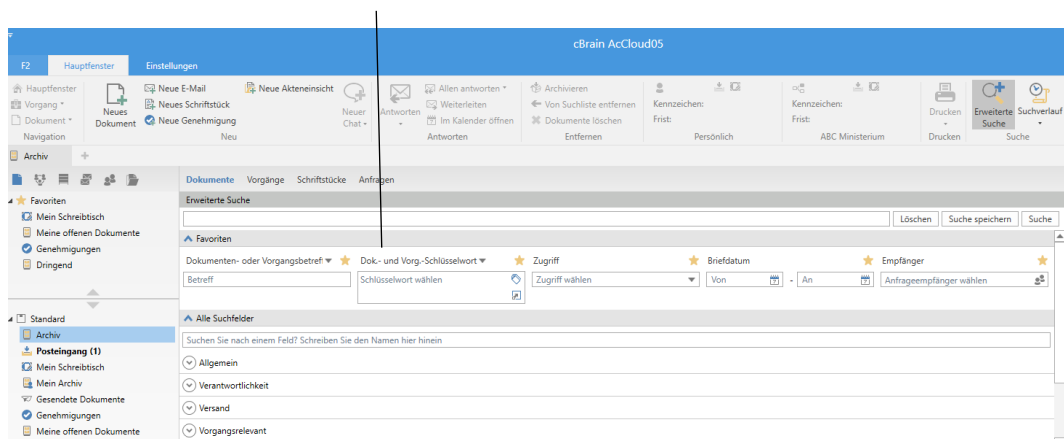 cBrain AcCloud05
F2 Hauptfenster Einstellungen
Hauptfenster
Vorgang
Dokument
Navigation
Neues
Dokument
Neue E-Mail
Neues Schriftstück
Neue Genehmigung
Neue Akteneinsicht
Neuer
Chat
Neu
Antworten
Allen antworten
Weiterleiten
Im Kalender öffnen
Antworten
Archivieren
Von Suchliste entfernen
Dokumente löschen
Entfernen
Kennzeichen:
Frist:
Persönlich
Kennzeichen:
Frist:
ABC Ministerium
Drucken
Drucken
Erweiterte
Suche
Suchverlauf
Suche
Archiv
Favoriten
Mein Schreibtisch
Meine offenen Dokumente
Genehmigungen
Dringend
Standard
Archiv
Posteingang (1)
Mein Schreibtisch
Mein Archiv
Gesendete Dokumente
Genehmigungen
Meine offenen Dokumente
Dokumente Vorgänge Schriftstücke Anfragen
Erweiterte Suche
Löschen Suche speichern Suche
Favoriten
Dokumenten- oder Vorgangsbetreff
Betreff
Dok.- und Vorg.-Schlüsselwort
Schlüsselwort wählen
Zugriff
Zugriff wählen
Briefdatum
Von - An
Empfänger
Anfrageempfänger wählen
Alle Suchfelder
Suchen Sie nach einem Feld? Schreiben Sie den Namen hier hinein
Allgemein
Verantwortlichkeit
Versand
Vorgangsrelevant